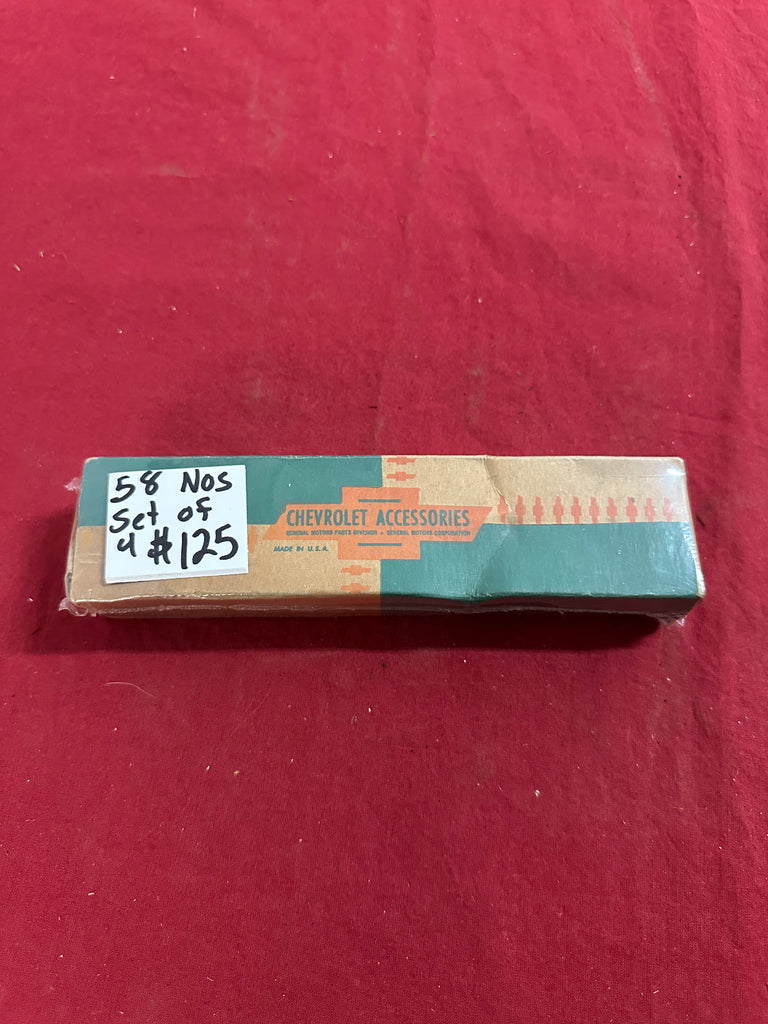 58 NOS
Set of
4 $125
CHEVROLET ACCESSORIES
GENERAL MOTORS PARTS DIVISION • GENERAL MOTORS CORPORATION
MADE IN U.S.A.